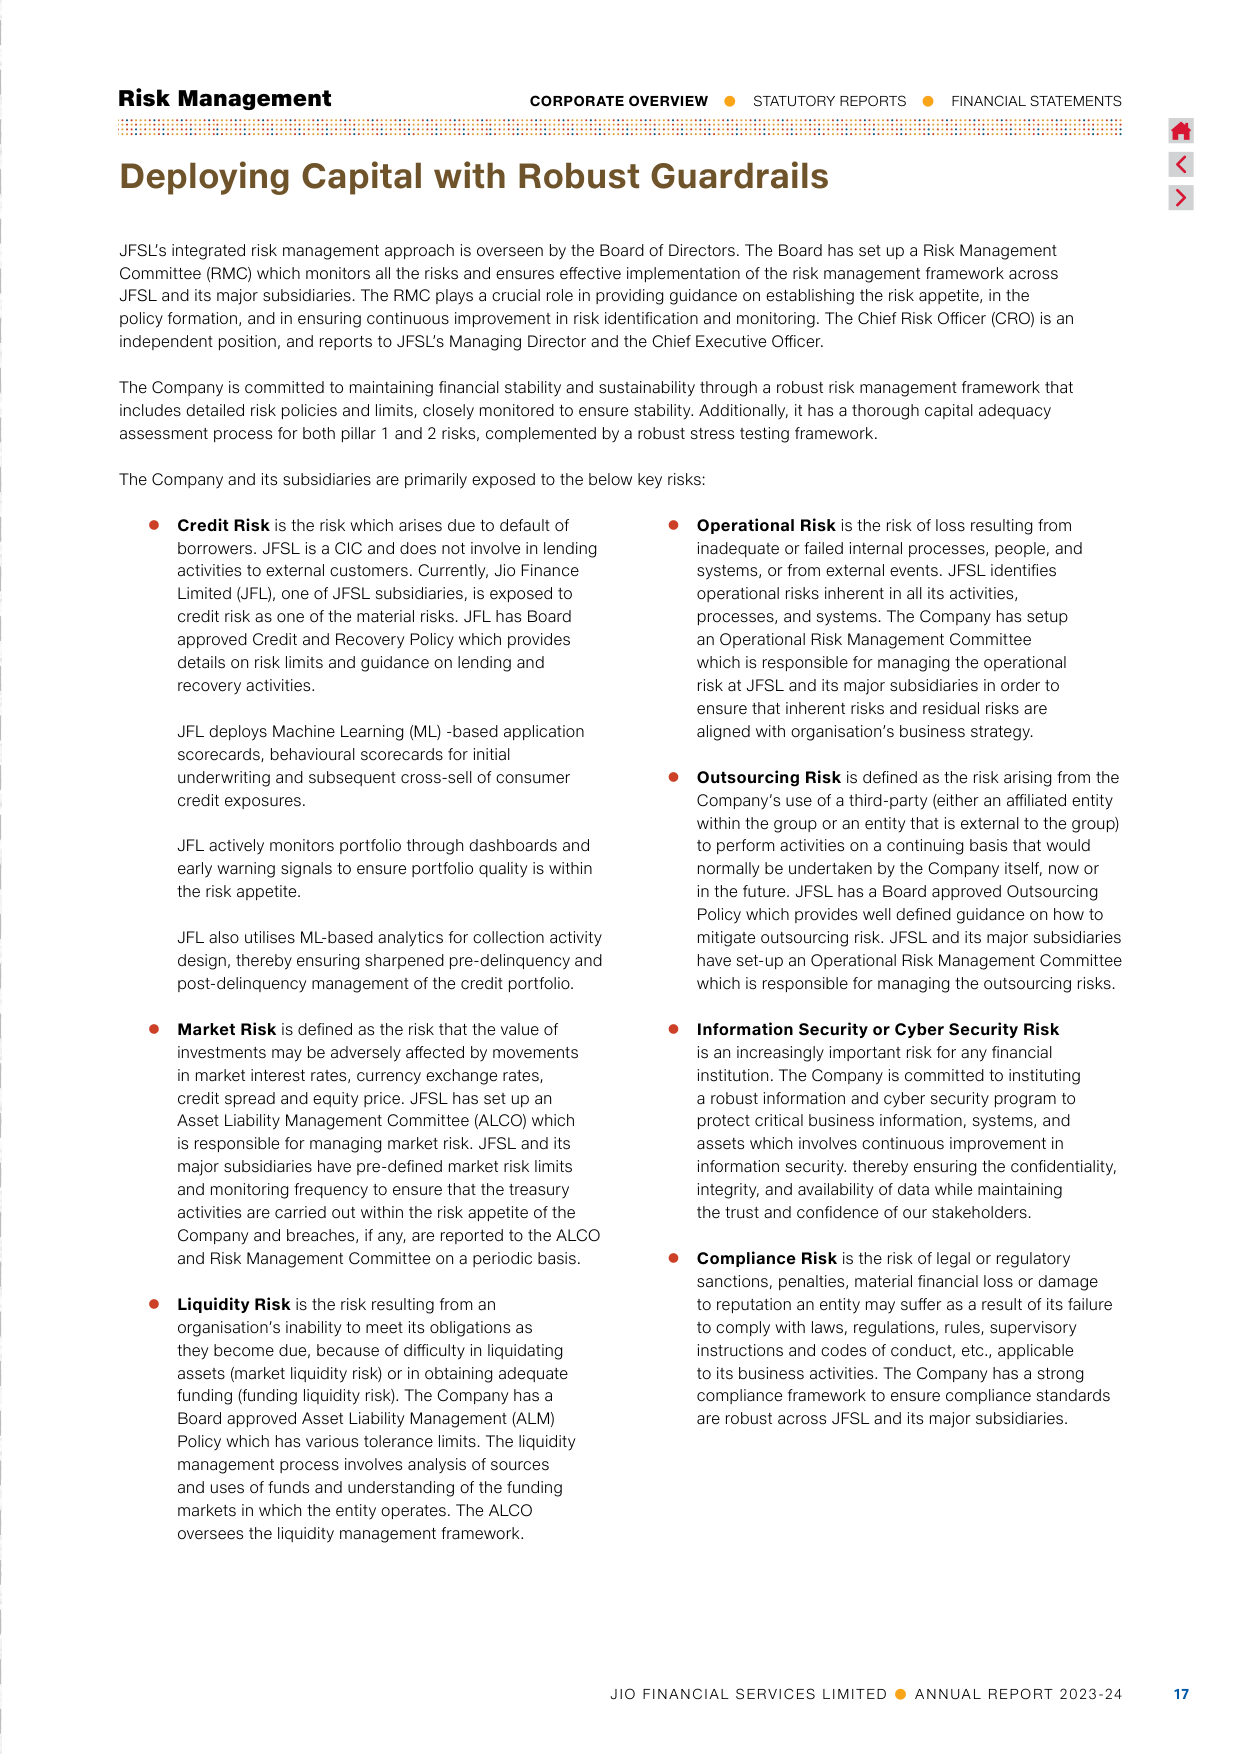 Risk Management
CORPORATE OVERVIEW ● STATUTORY REPORTS ● FINANCIAL STATEMENTS
Deploying Capital with Robust Guardrails
JFSL’s integrated risk management approach is overseen by the Board of Directors. The Board has set up a Risk Management
Committee (RMC) which monitors all the risks and ensures effective implementation of the risk management framework across
JFSL and its major subsidiaries. The RMC plays a crucial role in providing guidance on establishing the risk appetite, in the
policy formation, and in ensuring continuous improvement in risk identification and monitoring. The Chief Risk Officer (CRO) is an
independent position, and reports to JFSL’s Managing Director and the Chief Executive Officer.
The Company is committed to maintaining financial stability and sustainability through a robust risk management framework that
includes detailed risk policies and limits, closely monitored to ensure stability. Additionally, it has a thorough capital adequacy
assessment process for both pillar 1 and 2 risks, complemented by a robust stress testing framework.
The Company and its subsidiaries are primarily exposed to the below key risks:
● Credit Risk is the risk which arises due to default of
borrowers. JFSL is a CIC and does not involve in lending
activities to external customers. Currently, Jio Finance
Limited (JFL), one of JFSL subsidiaries, is exposed to
credit risk as one of the material risks. JFL has Board
approved Credit and Recovery Policy which provides
details on risk limits and guidance on lending and
recovery activities.
JFL deploys Machine Learning (ML) -based application
scorecards, behavioural scorecards for initial
underwriting and subsequent cross-sell of consumer
credit exposures.
JFL actively monitors portfolio through dashboards and
early warning signals to ensure portfolio quality is within
the risk appetite.
JFL also utilises ML-based analytics for collection activity
design, thereby ensuring sharpened pre-delinquency and
post-delinquency management of the credit portfolio.
● Market Risk is defined as the risk that the value of
investments may be adversely affected by movements
in market interest rates, currency exchange rates,
credit spread and equity price. JFSL has set up an
Asset Liability Management Committee (ALCO) which
is responsible for managing market risk. JFSL and its
major subsidiaries have pre-defined market risk limits
and monitoring frequency to ensure that the treasury
activities are carried out within the risk appetite of the
Company and breaches, if any, are reported to the ALCO
and Risk Management Committee on a periodic basis.
● Liquidity Risk is the risk resulting from an
organisation’s inability to meet its obligations as
they become due, because of difficulty in liquidating
assets (market liquidity risk) or in obtaining adequate
funding (funding liquidity risk). The Company has a
Board approved Asset Liability Management (ALM)
Policy which has various tolerance limits. The liquidity
management process involves analysis of sources
and uses of funds and understanding of the funding
markets in which the entity operates. The ALCO
oversees the liquidity management framework.
● Operational Risk is the risk of loss resulting from
inadequate or failed internal processes, people, and
systems, or from external events. JFSL identifies
operational risks inherent in all its activities,
processes, and systems. The Company has setup
an Operational Risk Management Committee
which is responsible for managing the operational
risk at JFSL and its major subsidiaries in order to
ensure that inherent risks and residual risks are
aligned with organisation’s business strategy.
● Outsourcing Risk is defined as the risk arising from the
Company’s use of a third-party (either an affiliated entity
within the group or an entity that is external to the group)
to perform activities on a continuing basis that would
normally be undertaken by the Company itself, now or
in the future. JFSL has a Board approved Outsourcing
Policy which provides well defined guidance on how to
mitigate outsourcing risk. JFSL and its major subsidiaries
have set-up an Operational Risk Management Committee
which is responsible for managing the outsourcing risks.
● Information Security or Cyber Security Risk
is an increasingly important risk for any financial
institution. The Company is committed to instituting
a robust information and cyber security program to
protect critical business information, systems, and
assets which involves continuous improvement in
information security. thereby ensuring the confidentiality,
integrity, and availability of data while maintaining
the trust and confidence of our stakeholders.
● Compliance Risk is the risk of legal or regulatory
sanctions, penalties, material financial loss or damage
to reputation an entity may suffer as a result of its failure
to comply with laws, regulations, rules, supervisory
instructions and codes of conduct, etc., applicable
to its business activities. The Company has a strong
compliance framework to ensure compliance standards
are robust across JFSL and its major subsidiaries.
JIO FINANCIAL SERVICES LIMITED ● ANNUAL REPORT 2023-24 17